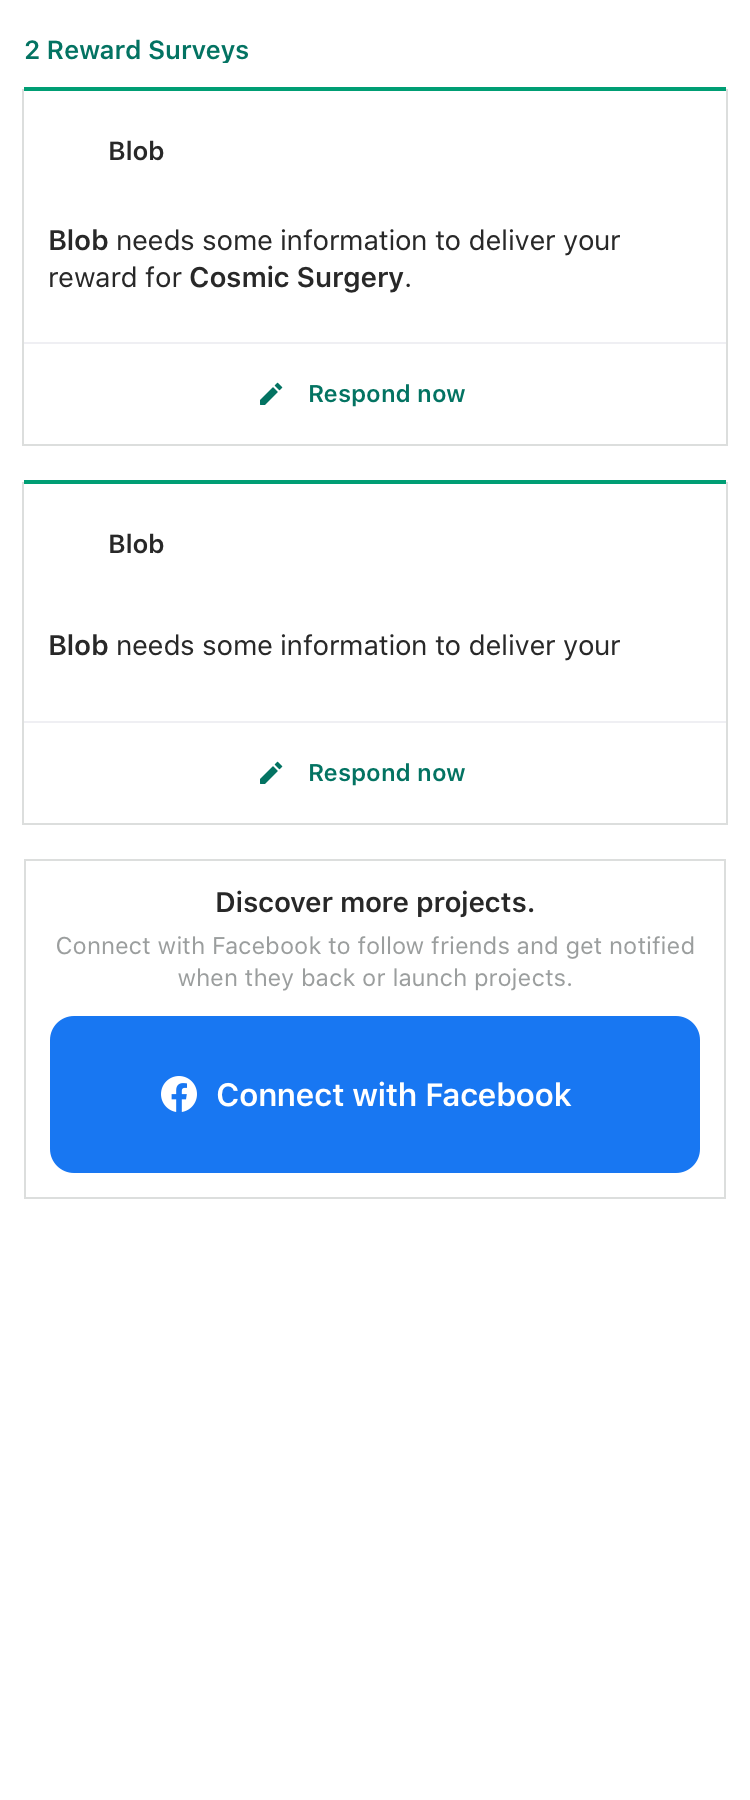 2 Reward Surveys
Blob
Blob needs some information to deliver your
reward for Cosmic Surgery.
Respond now
Blob
Blob needs some information to deliver your
Respond now
Discover more projects.
Connect with Facebook to follow friends and get notified
when they back or launch projects.
Connect with Facebook